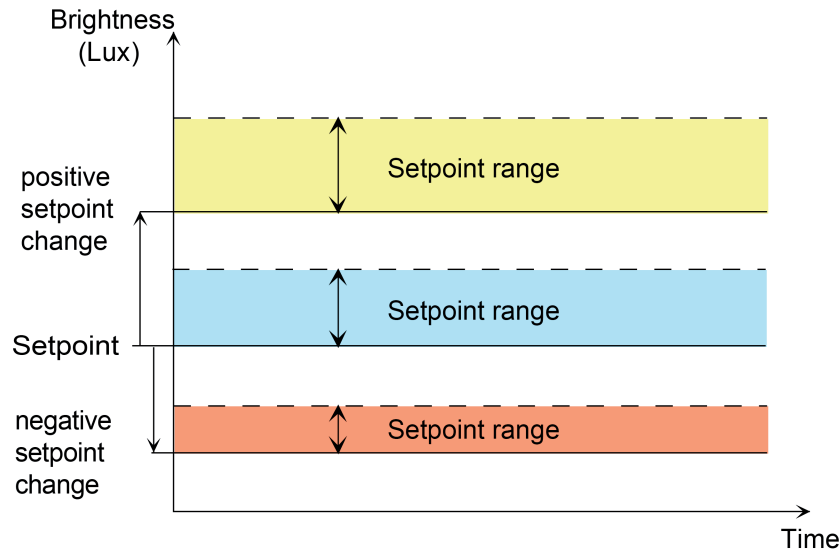 Brightness
(Lux)
Setpoint range
positive
setpoint
change
Setpoint range
Setpoint
negative
setpoint
change
Setpoint range
Time